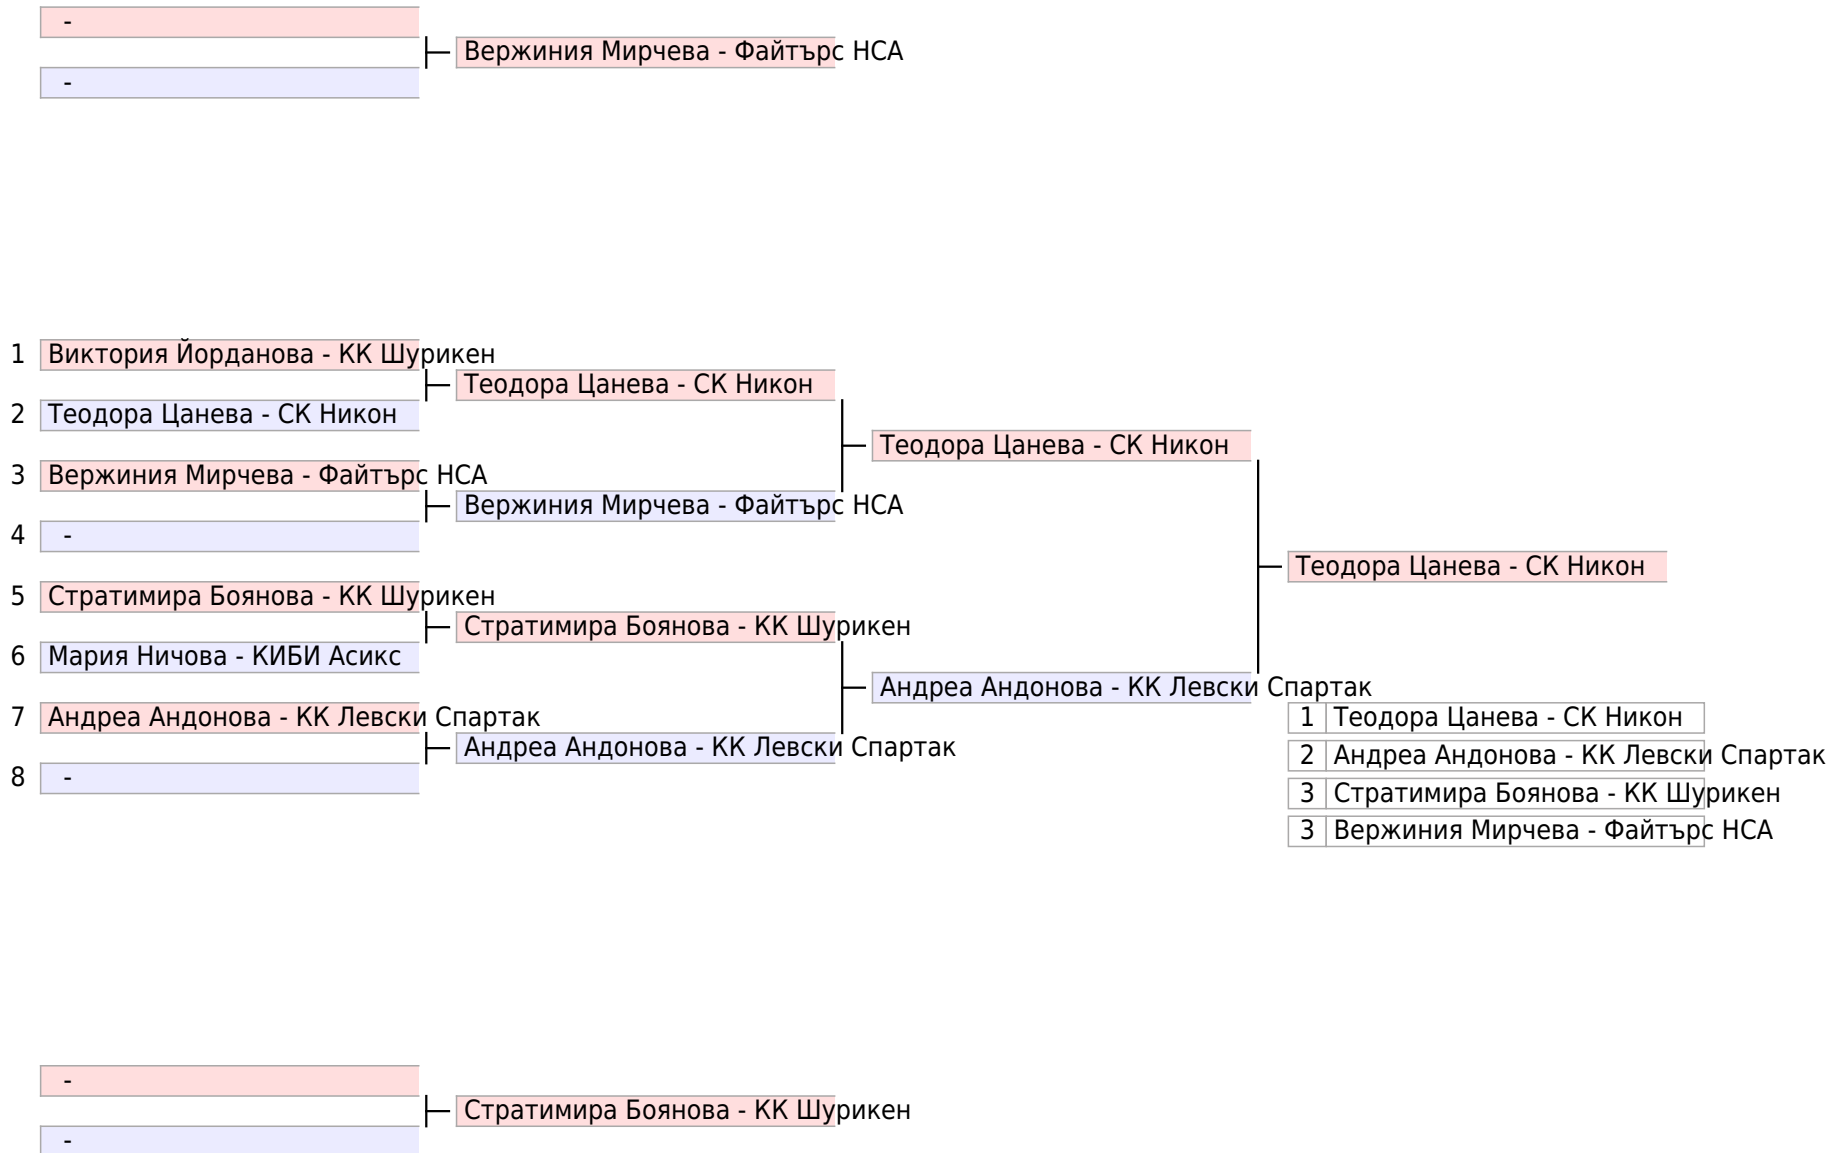 -
Вержиния Мирчева - Файтърс НСА
-
1 Виктория Йорданова - КК Шурикен
Теодора Цанева - СК Никон
2 Теодора Цанева - СК Никон
Теодора Цанева - СК Никон
3 Вержиния Мирчева - Файтърс НСА
Вержиния Мирчева - Файтърс НСА
4 -
Теодора Цанева - СК Никон
5 Стратимира Боянова - КК Шурикен
Стратимира Боянова - КК Шурикен
6 Мария Ничова - КИБИ Асикс
Андреа Андонова - КК Левски Спартак
7 Андреа Андонова - КК Левски Спартак
Андреа Андонова - КК Левски Спартак
8 -
1 Теодора Цанева - СК Никон
2 Андреа Андонова - КК Левски Спартак
3 Стратимира Боянова - КК Шурикен
3 Вержиния Мирчева - Файтърс НСА
-
Стратимира Боянова - КК Шурикен
-